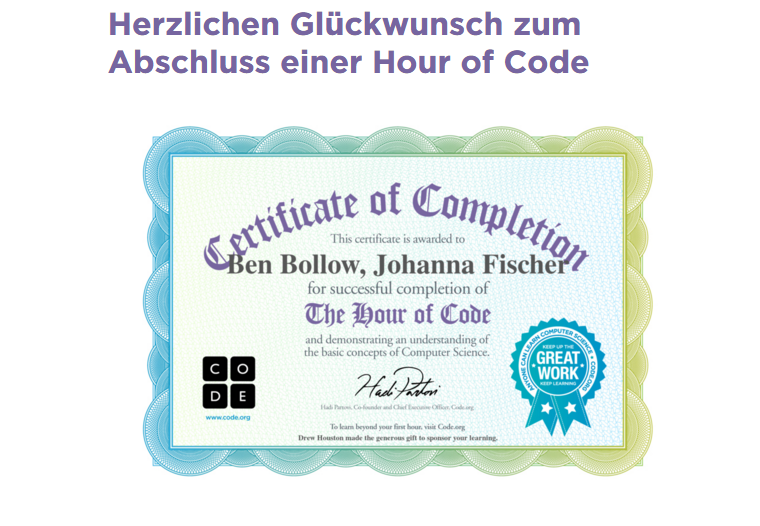 Herzlichen Glückwunsch zum
Abschluss einer Hour of Code
Certificate of Completion
This certificate is awarded to
Ben Bollow, Johanna Fischer
for successful completion of
The Hour of Code
and demonstrating an understanding of
the basic concepts of Computer Science.
CO
DE
www.code.org
Hadi Partovi
Hadi Partovi, Co-founder and Chief Executive Officer, Code.org
To learn beyond your first hour, visit Code.org
Drew Houston made the generous gift to sponsor your learning.
ANYONE CAN LEARN COMPUTER SCIENCE • CODE.ORG
KEEP UP THE
GREAT
WORK
KEEP LEARNING